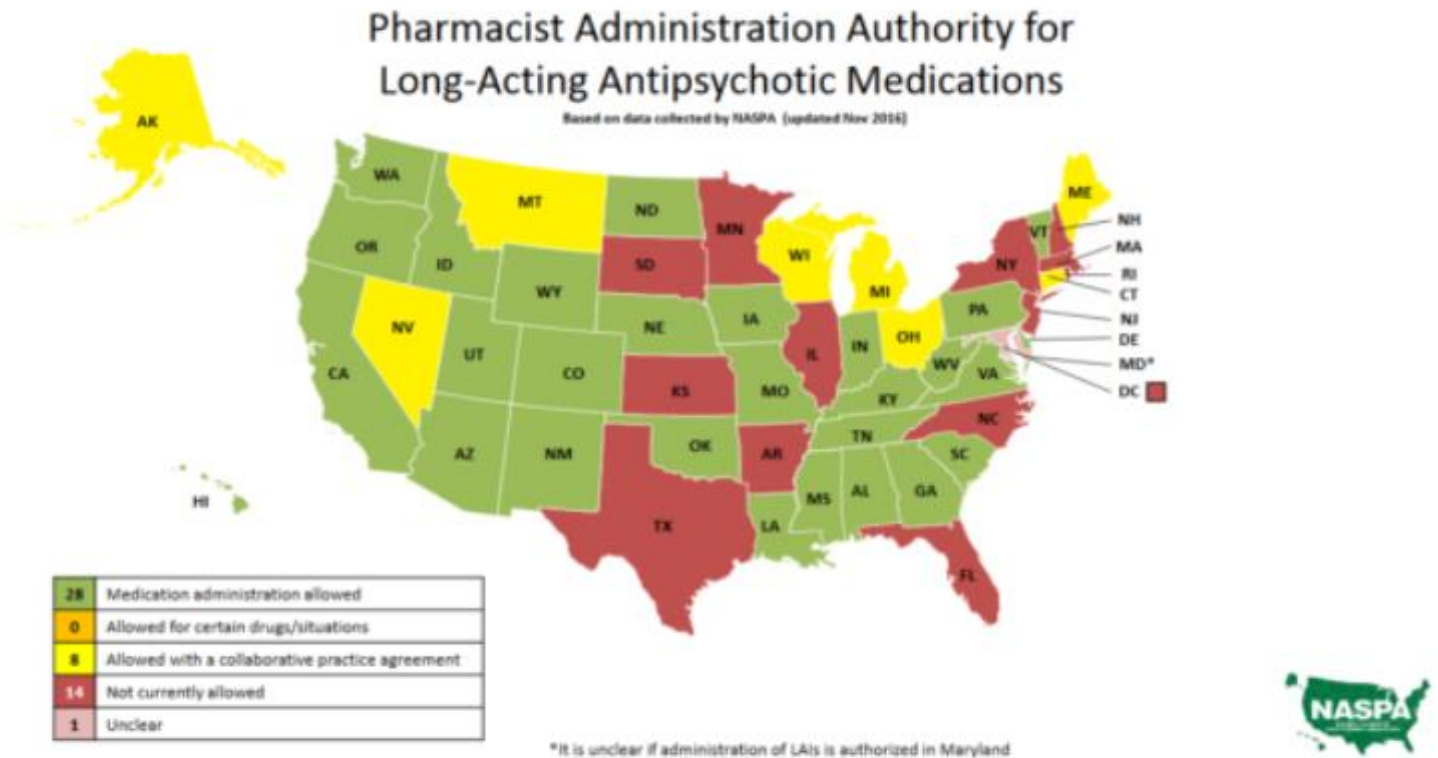 Pharmacist Administration Authority for
Long-Acting Antipsychotic Medications
Based on data collected by NASPA (updated Nov 2016)
AK
WA
MT
ND
MN
ME
OR
ID
SD
WI
VT
NH
MA
NY
MI
RI
CT
WY
PA
NJ
IA
NE
NV
OH
DE
IN
IL
UT
MD*
WV
VA
CO
CA
DC
KS
MO
KY
NC
TN
OK
AZ
NM
AR
SC
MS
AL
GA
HI
TX
LA
FL
28 Medication administration allowed
0 Allowed for certain drugs/situations
8 Allowed with a collaborative practice agreement
14 Not currently allowed
1 Unclear
NASPA
*It is unclear if administration of LAIs is authorized in Maryland